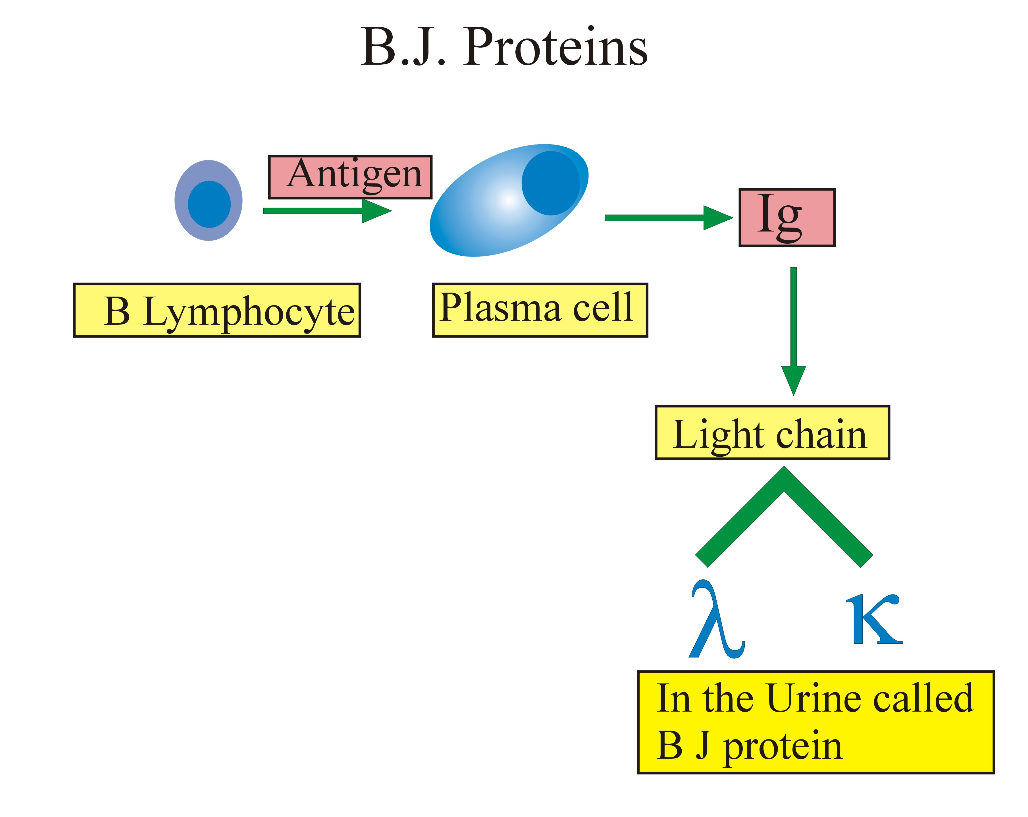 B.J. Proteins
Antigen
Ig
B Lymphocyte
Plasma cell
Light chain
λ κ
In the Urine called
B J protein